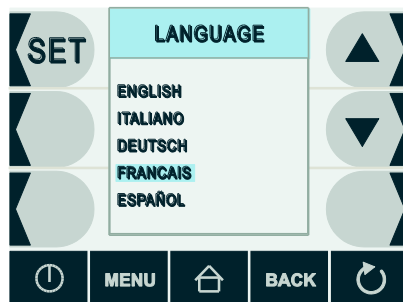 SET
LANGUAGE
ENGLISH
ITALIANO
DEUTSCH
FRANCAIS
ESPAÑOL
MENU
BACK